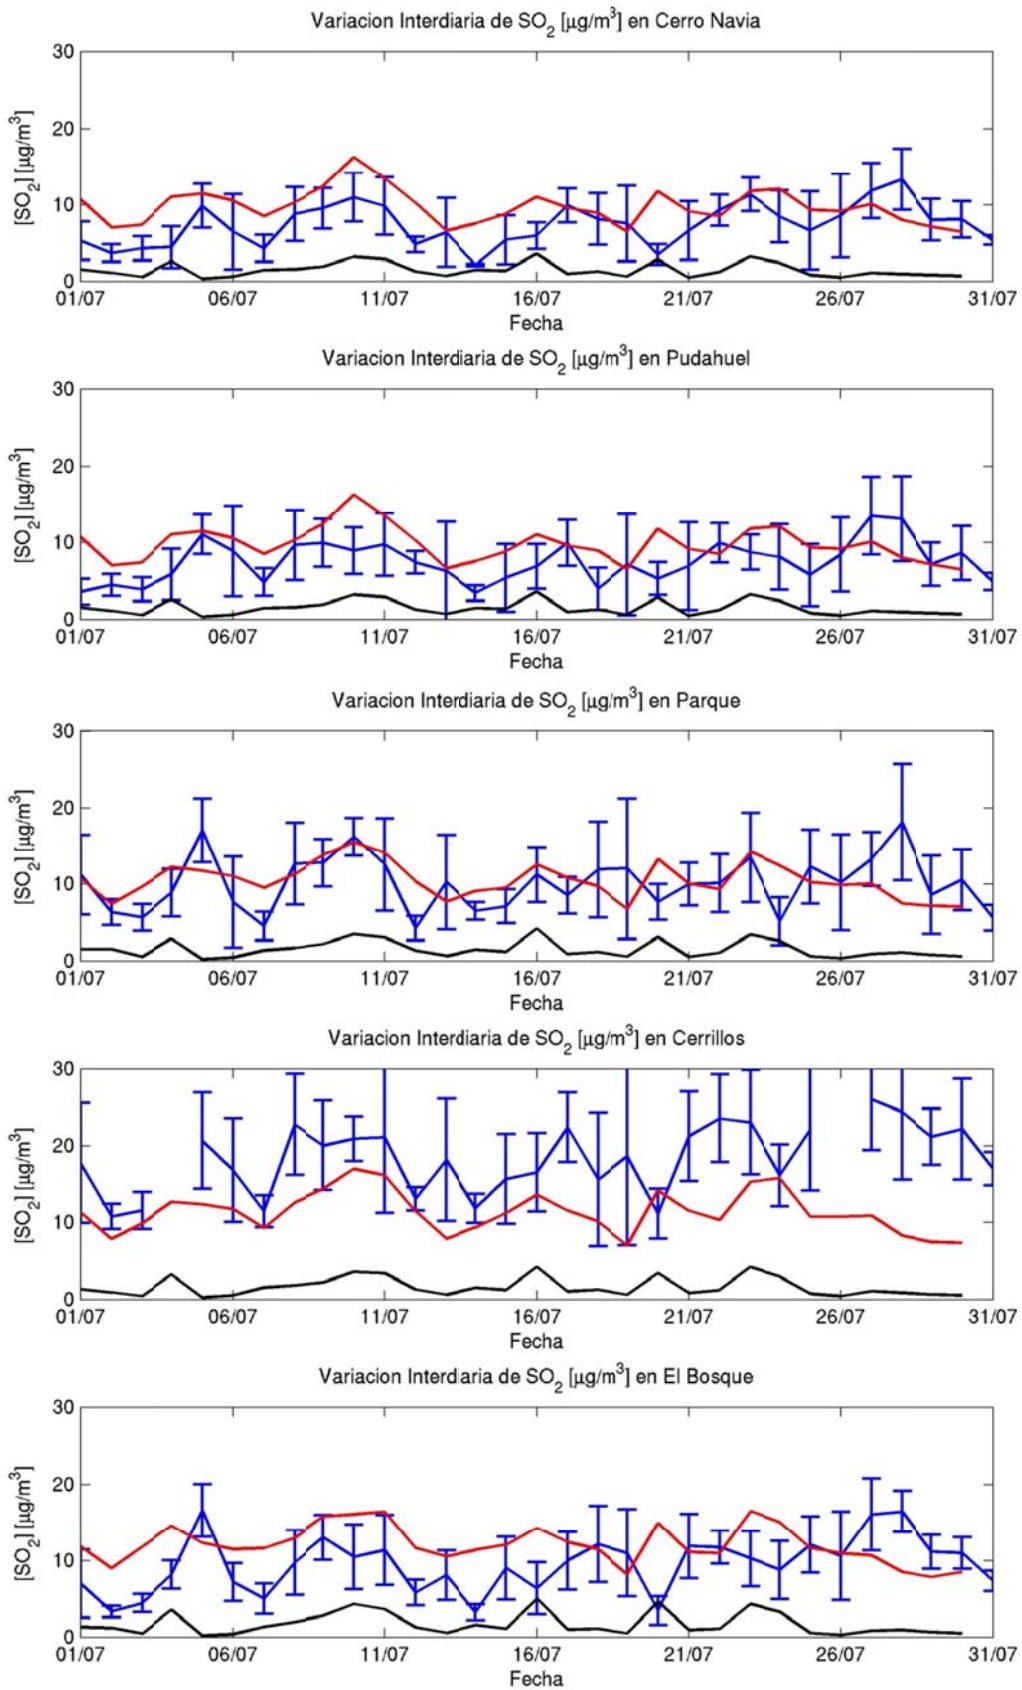 Variacion Interdiaria de SO2 [µg/m3] en Cerro Navia
[SO2] [µg/m3]
30
20
10
0
01/07 06/07 11/07 16/07 21/07 26/07 31/07
Fecha
Variacion Interdiaria de SO2 [µg/m3] en Pudahuel
[SO2] [µg/m3]
30
20
10
0
01/07 06/07 11/07 16/07 21/07 26/07 31/07
Fecha
Variacion Interdiaria de SO2 [µg/m3] en Parque
[SO2] [µg/m3]
30
20
10
0
01/07 06/07 11/07 16/07 21/07 26/07 31/07
Fecha
Variacion Interdiaria de SO2 [µg/m3] en Cerrillos
[SO2] [µg/m3]
30
20
10
0
01/07 06/07 11/07 16/07 21/07 26/07 31/07
Fecha
Variacion Interdiaria de SO2 [µg/m3] en El Bosque
[SO2] [µg/m3]
30
20
10
0
01/07 06/07 11/07 16/07 21/07 26/07 31/07
Fecha